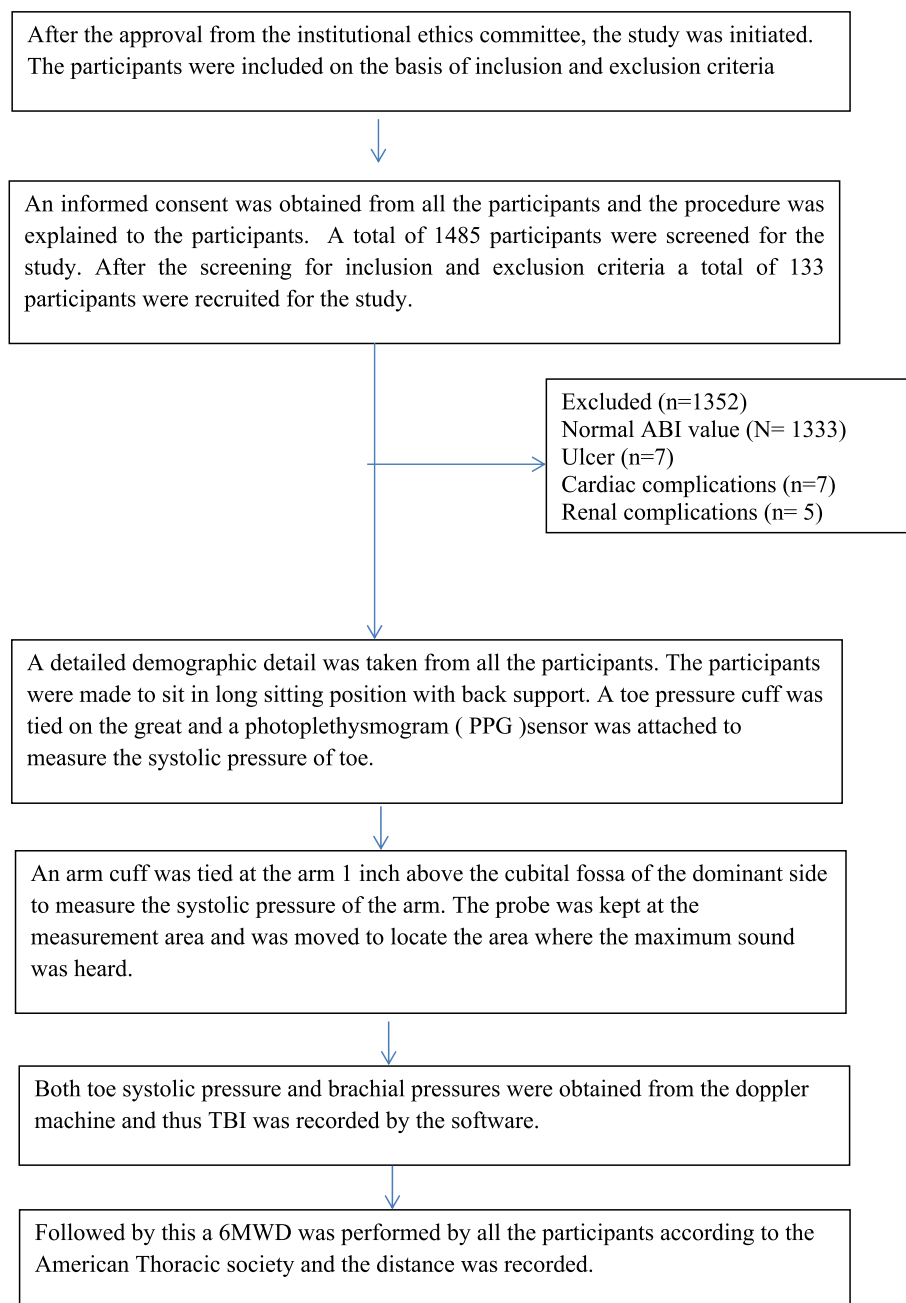 After the approval from the institutional ethics committee, the study was initiated.
The participants were included on the basis of inclusion and exclusion criteria
An informed consent was obtained from all the participants and the procedure was
explained to the participants. A total of 1485 participants were screened for the
study. After the screening for inclusion and exclusion criteria a total of 133
participants were recruited for the study.
Excluded (n=1352)
Normal ABI value (N= 1333)
Ulcer (n=7)
Cardiac complications (n=7)
Renal complications (n= 5)
A detailed demographic detail was taken from all the participants. The participants
were made to sit in long sitting position with back support. A toe pressure cuff was
tied on the great and a photoplethysmogram ( PPG )sensor was attached to
measure the systolic pressure of toe.
An arm cuff was tied at the arm 1 inch above the cubital fossa of the dominant side
to measure the systolic pressure of the arm. The probe was kept at the
measurement area and was moved to locate the area where the maximum sound
was heard.
Both toe systolic pressure and brachial pressures were obtained from the doppler
machine and thus TBI was recorded by the software.
Followed by this a 6MWD was performed by all the participants according to the
American Thoracic society and the distance was recorded.